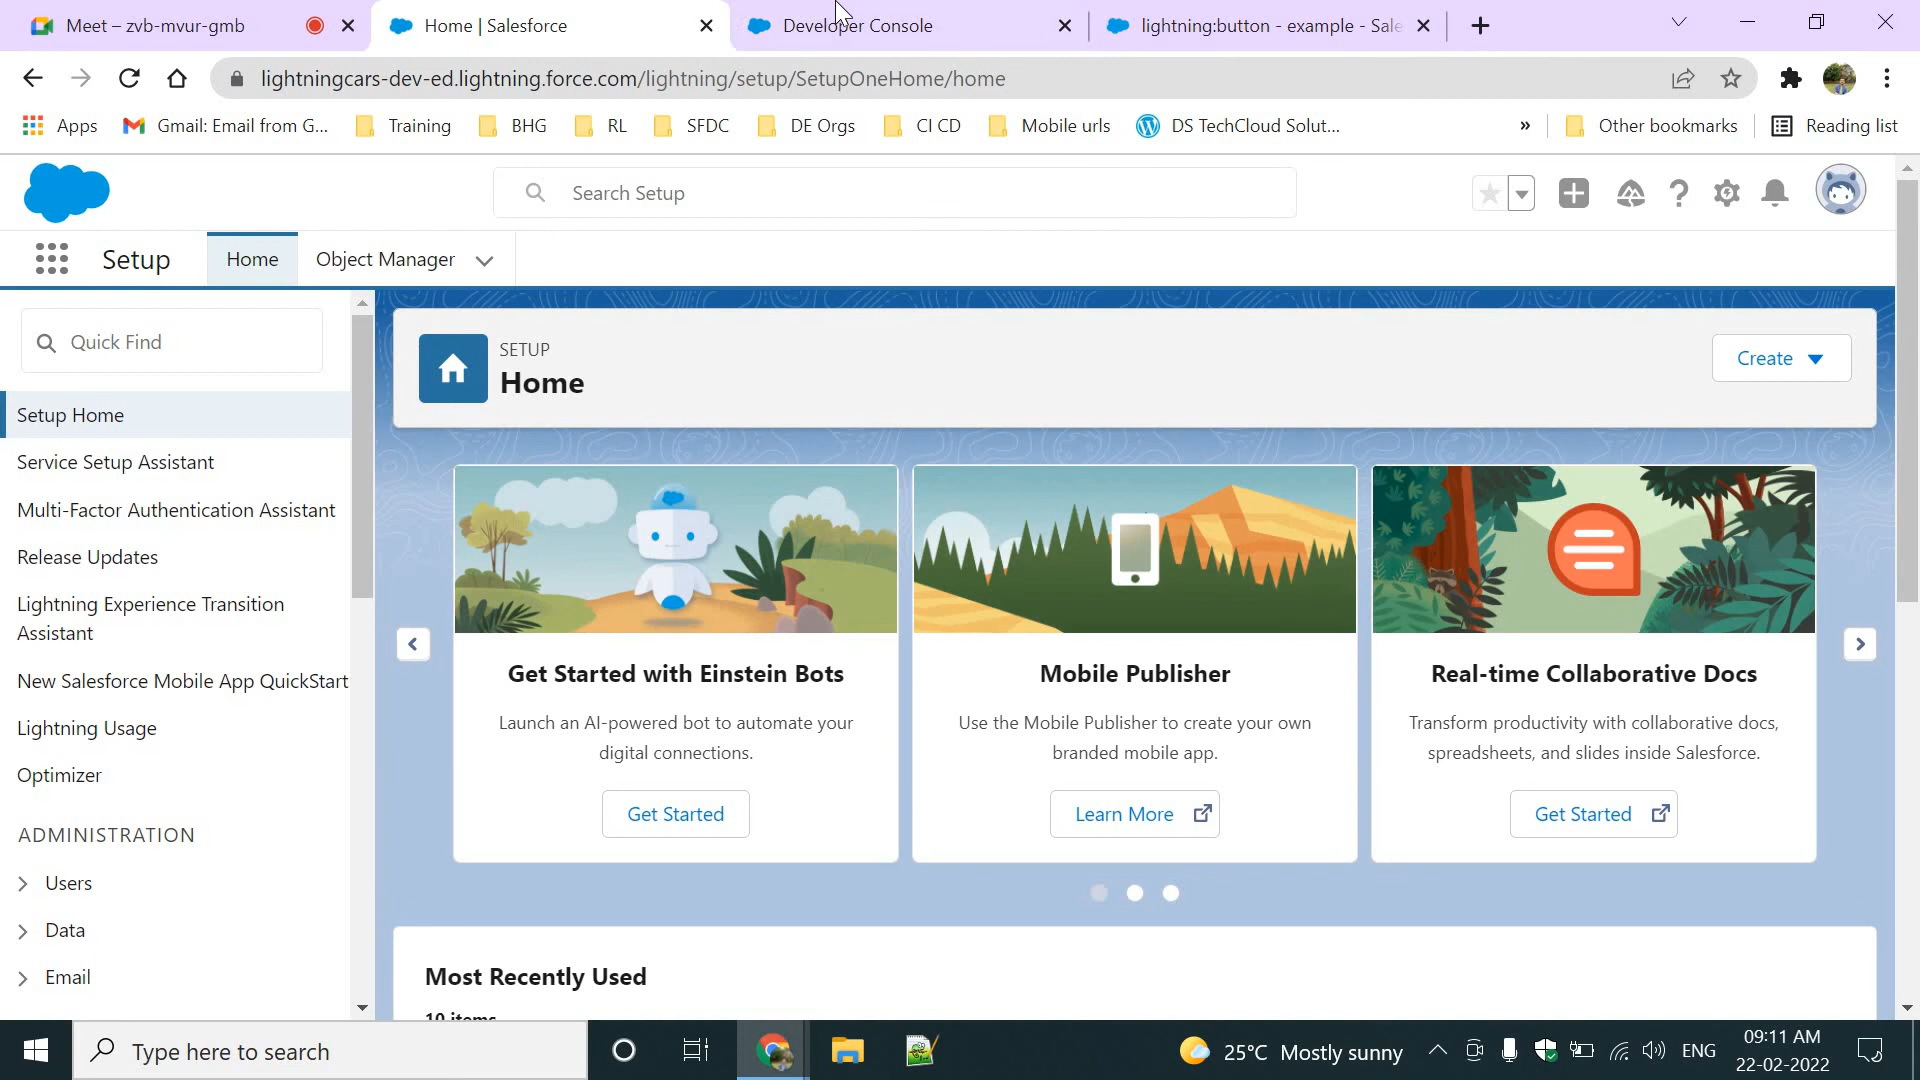 Meet – zvb-mvur-gmb
Home | Salesforce
Developer Console
lightning:button - example - Sale
lightningcars-dev-ed.lightning.force.com/lightning/setup/SetupOneHome/home
Apps
Gmail: Email from G...
Training
BHG
RL
SFDC
DE Orgs
CI CD
Mobile urls
DS TechCloud Solut...
»
Other bookmarks
Reading list
Search Setup
Setup
Home
Object Manager
Quick Find
Setup Home
Service Setup Assistant
Multi-Factor Authentication Assistant
Release Updates
Lightning Experience Transition
Assistant
New Salesforce Mobile App QuickStart
Lightning Usage
Optimizer
ADMINISTRATION
Users
Data
Email
SETUP
Home
Create
Get Started with Einstein Bots
Launch an AI-powered bot to automate your
digital connections.
Get Started
Mobile Publisher
Use the Mobile Publisher to create your own
branded mobile app.
Learn More
Real-time Collaborative Docs
Transform productivity with collaborative docs,
spreadsheets, and slides inside Salesforce.
Get Started
Most Recently Used
10 items
Type here to search
25°C Mostly sunny
ENG
09:11 AM
22-02-2022